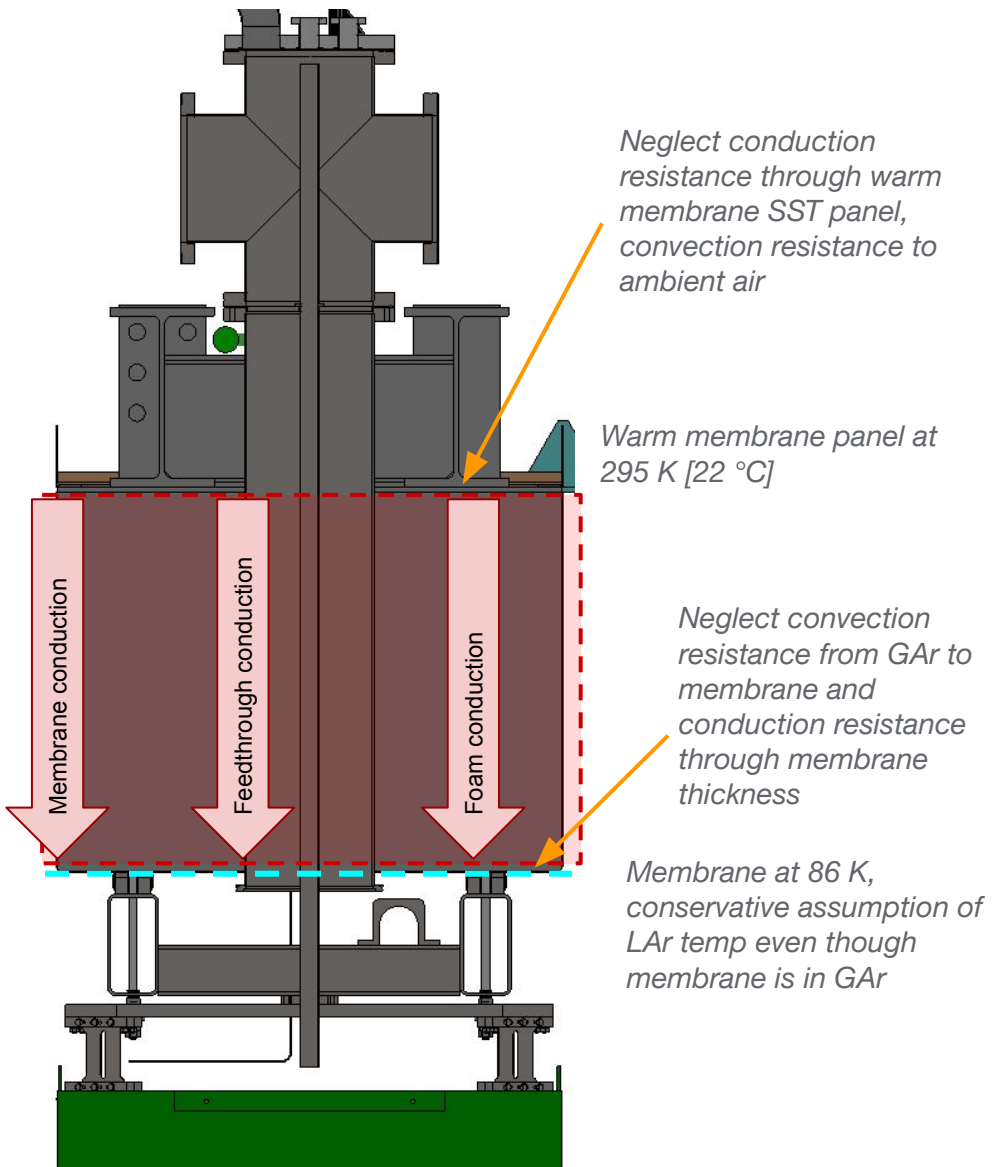 Neglect conduction
resistance through warm
membrane SST panel,
convection resistance to
ambient air
Warm membrane panel at
295 K [22 °C]
Membrane conduction
Feedthrough conduction
Foam conduction
Neglect convection
resistance from GAr to
membrane and
conduction resistance
through membrane
thickness
Membrane at 86 K,
conservative assumption of
LAr temp even though
membrane is in GAr